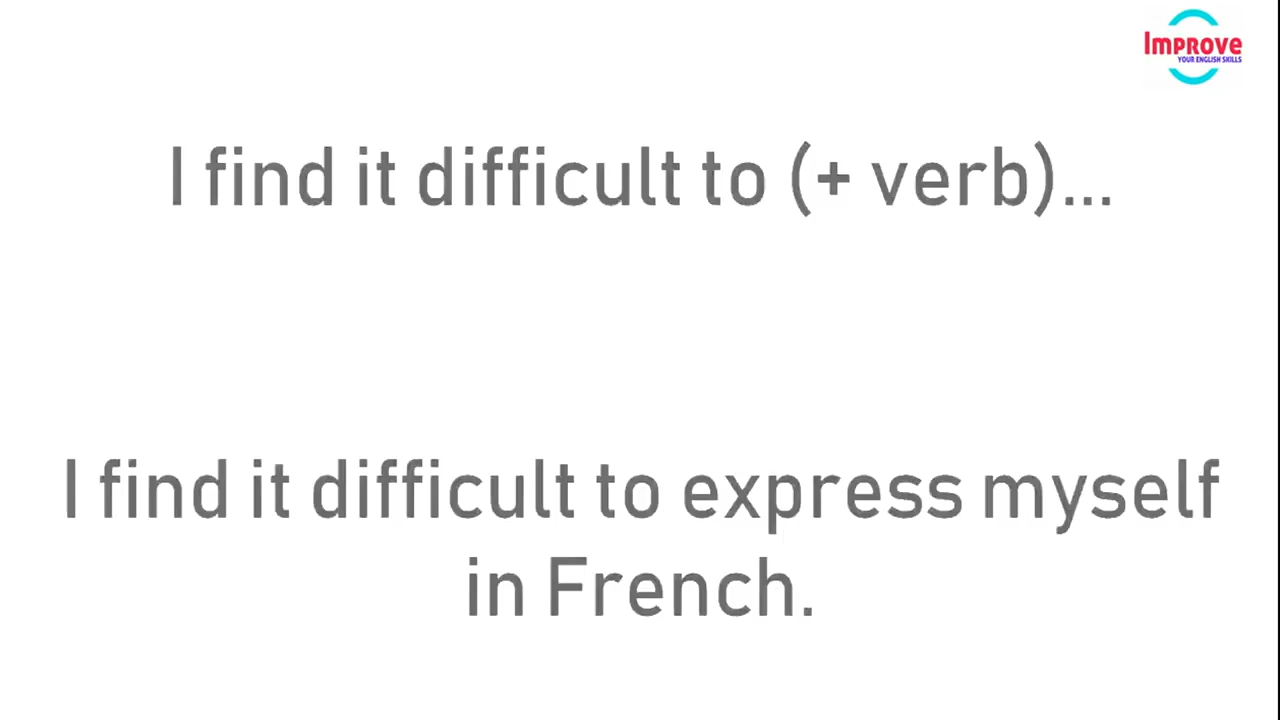 Improve
YOUR ENGLISH SKILLS
I find it difficult to (+ verb)...
I find it difficult to express myself
in French.